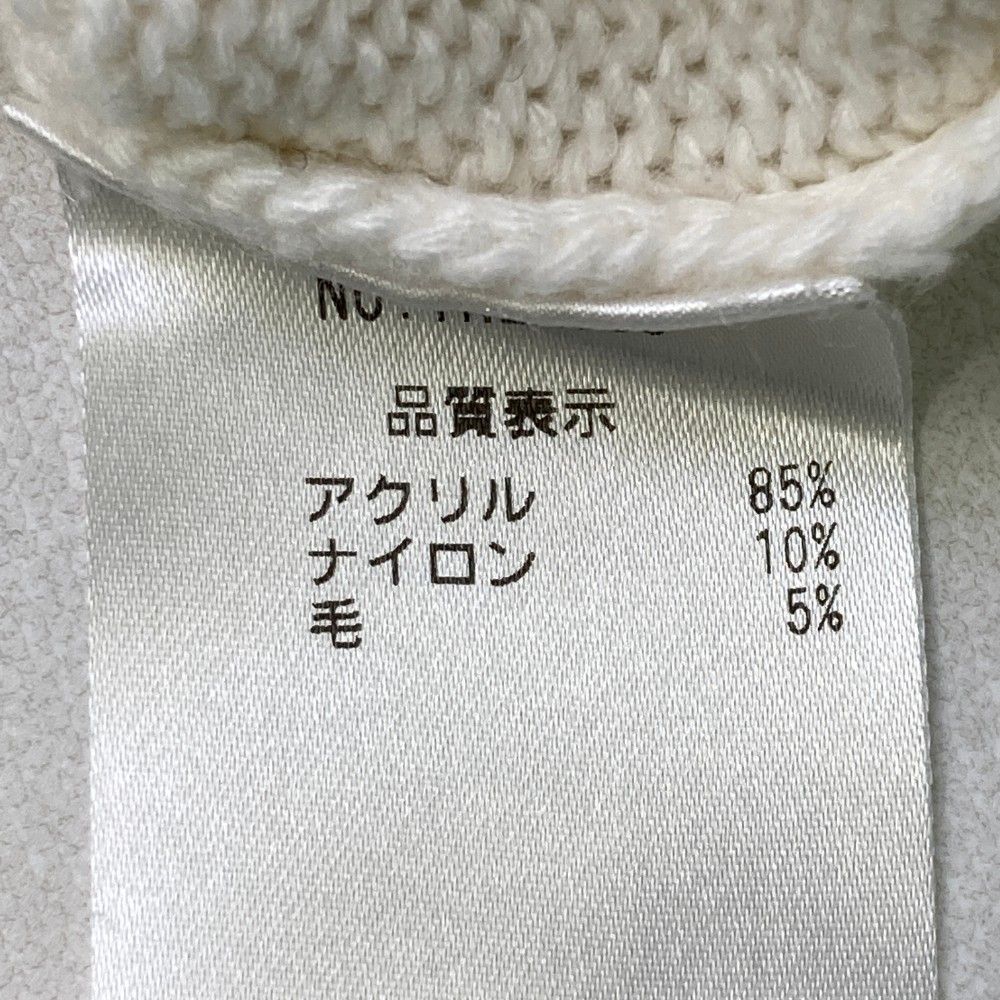 品質表示
アクリル 85%
ナイロン 10%
毛 5%